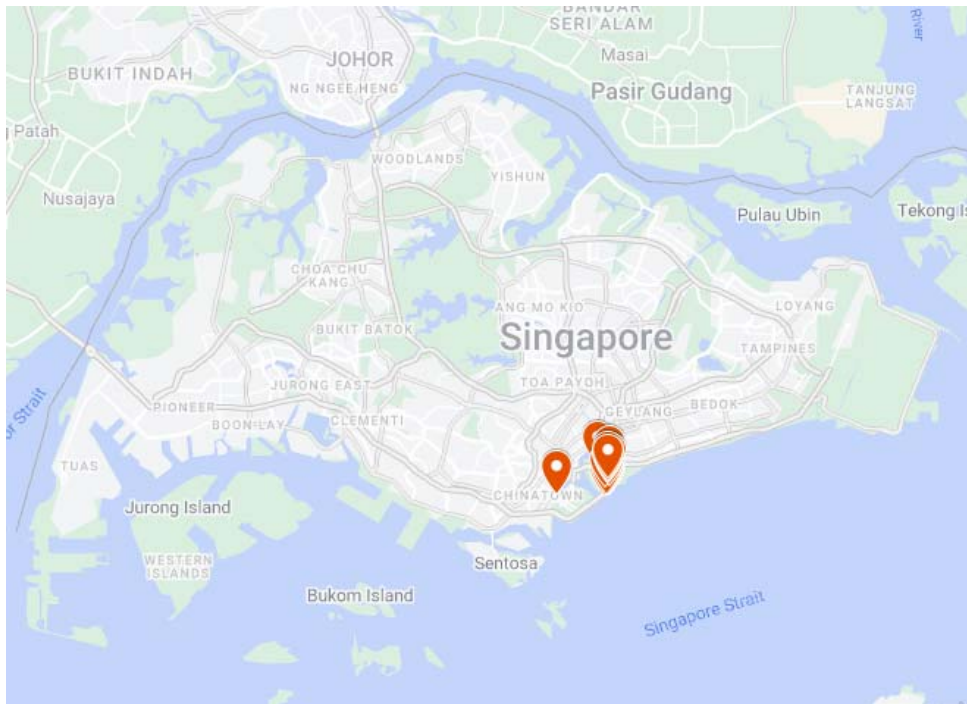 BANDAR
SERI ALAM
River
JOHOR
Masai
BUKIT INDAH
NG NGEE HENG
Pasir Gudang
TANJUNG
LANGSAT
Patah
WOODLANDS
YISHUN
Nusajaya
Pulau Ubin
Tekong
CHOA CHU
KANG
ANG MO KIO
LOYANG
BUKIT BATOK
Singapore
TAMPINES
JURONG EAST
TOA PAYOH
PIONEER
GEYLANG
BEDOK
BOON LAY
CLEMENTI
Strait
TUAS
CHINATOWN
Jurong Island
WESTERN
ISLANDS
Sentosa
Bukom Island
Singapore Strait